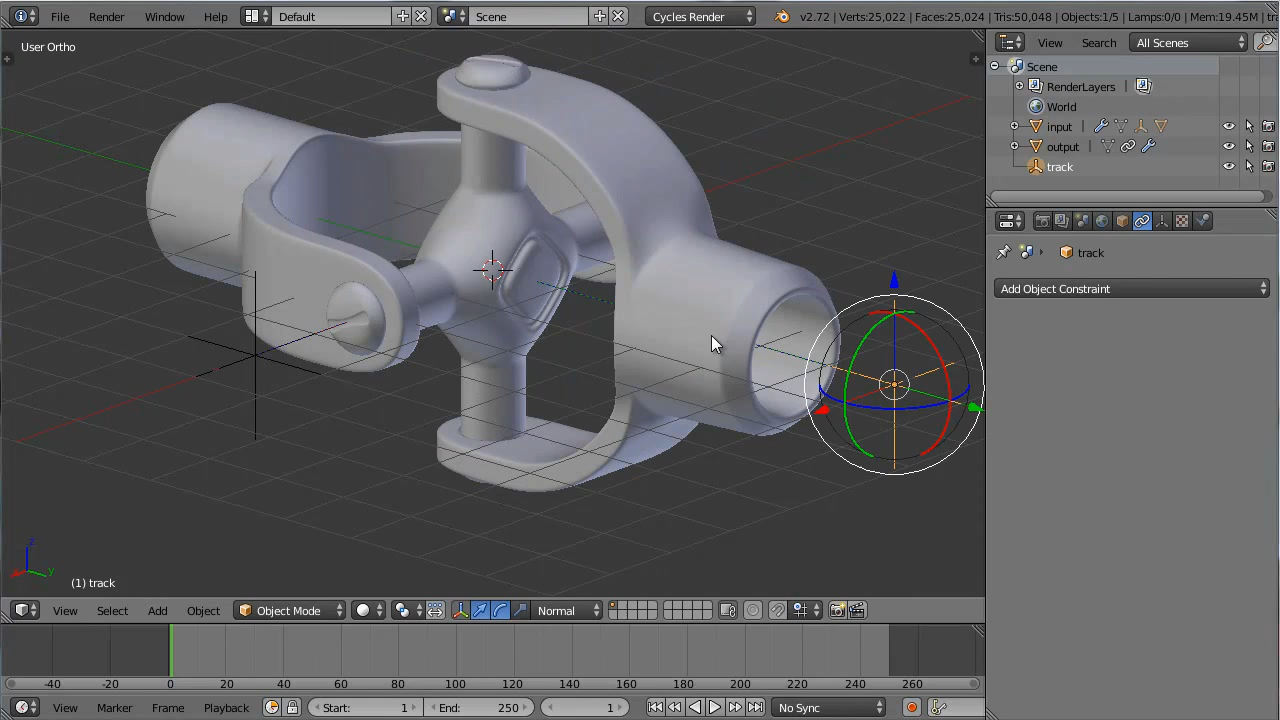 File Render Window Help Default Scene Cycles Render v2.72 | Verts:25,022 | Faces:25,024 | Tris:50,048 | Objects:1/5 | Lamps:0/0 | Mem:19.45M | tr
User Ortho
View Search All Scenes
Scene
RenderLayers
World
input
output
track
track
Add Object Constraint
z
y
(1) track
View Select Add Object Object Mode Normal
-40 -20 0 20 40 60 80 100 120 140 160 180 200 220 240 260
View Marker Frame Playback Start: 1 End: 250 1 No Sync